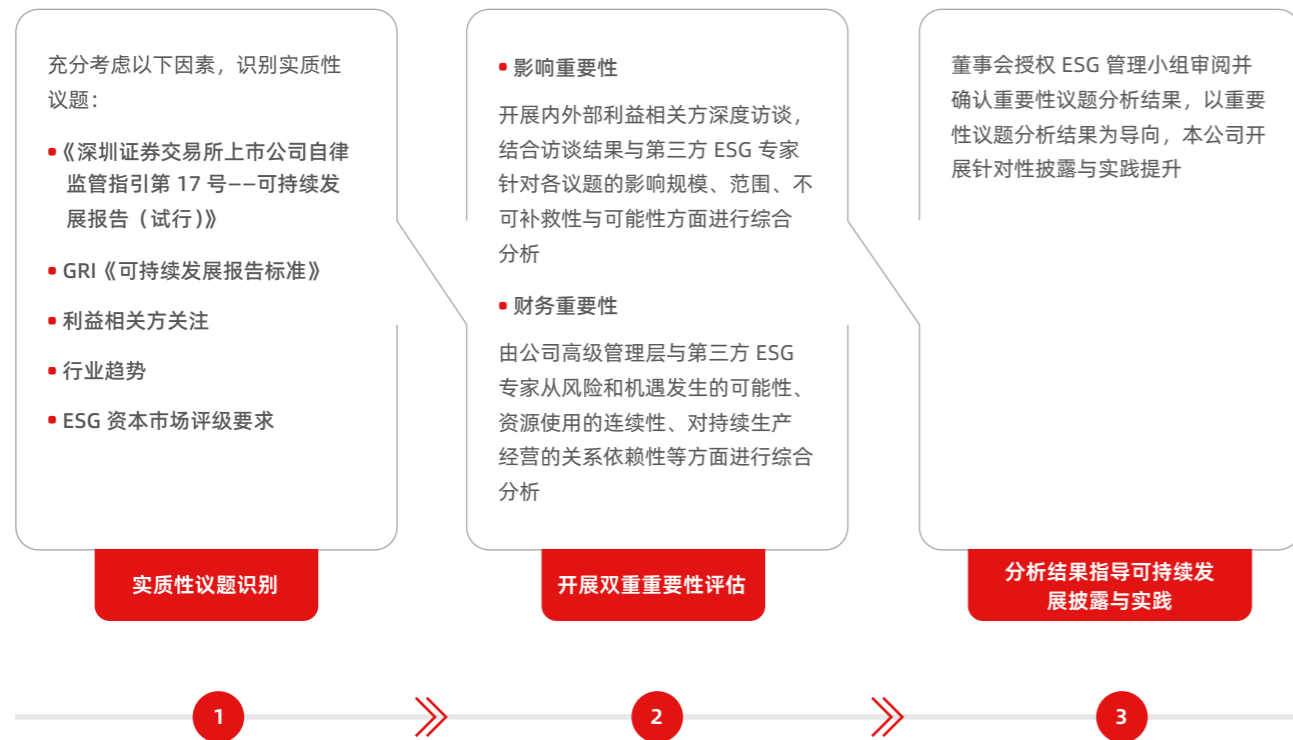 充分考虑以下因素，识别实质性
议题：
•《深圳证券交易所上市公司自律
监管指引第 17 号——可持续发
展报告（试行）》
• GRI《可持续发展报告标准》
• 利益相关方关注
• 行业趋势
• ESG 资本市场评级要求
实质性议题识别
• 影响重要性
开展内外部利益相关方深度访谈，
结合访谈结果与第三方 ESG 专家
针对各议题的影响规模、范围、不
可补救性与可能性方面进行综合
分析
• 财务重要性
由公司高级管理层与第三方 ESG
专家从风险和机遇发生的可能性、
资源使用的连续性、对持续生产
经营的关系依赖性等方面进行综合
分析
开展双重重要性评估
董事会授权 ESG 管理小组审阅并
确认重要性议题分析结果，以重要
性议题分析结果为导向，本公司开
展针对性披露与实践提升
分析结果指导可持续发
展披露与实践
1
2
3